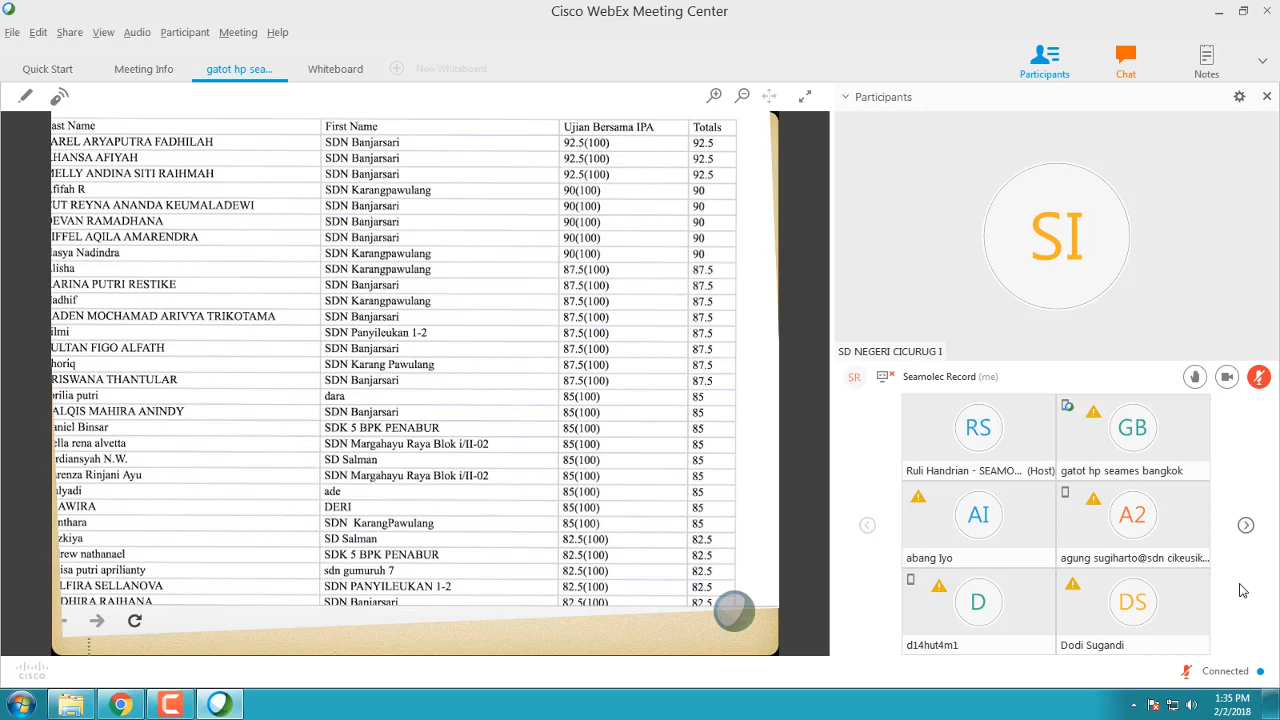 Cisco WebEx Meeting Center
File Edit Share View Audio Participant Meeting Help
Quick Start Meeting Info gatot hp sea... Whiteboard New Whiteboard
Participants Chat Notes
Participants
ast Name First Name Ujian Bersama IPA Totals
AREL ARYAPUTRA FADHILAH SDN Banjarsari 92.5(100) 92.5
HANSA AFIYAH SDN Banjarsari 92.5(100) 92.5
MELLY ANDINA SITI RAIHMAH SDN Banjarsari 92.5(100) 92.5
fifah R SDN Karangpawulang 90(100) 90
CUT REYNA ANANDA KEUMALADEWI SDN Banjarsari 90(100) 90
DEVAN RAMADHANA SDN Banjarsari 90(100) 90
IFFEL AQILA AMARENDRA SDN Banjarsari 90(100) 90
asya Nadindra SDN Karangpawulang 90(100) 90
lisha SDN Karangpawulang 87.5(100) 87.5
ARINA PUTRI RESTIKE SDN Banjarsari 87.5(100) 87.5
adhif SDN Karangpawulang 87.5(100) 87.5
ADEN MOCHAMAD ARIVYA TRIKOTAMA SDN Banjarsari 87.5(100) 87.5
ilmi SDN Panyileukan 1-2 87.5(100) 87.5
ULTAN FIGO ALFATH SDN Banjarsari 87.5(100) 87.5
horiq SDN Karang Pawulang 87.5(100) 87.5
RISWANA THANTULAR SDN Banjarsari 87.5(100) 87.5
prilia putri dara 85(100) 85
ALQIS MAHIRA ANINDY SDN Banjarsari 85(100) 85
aniel Binsar SDK 5 BPK PENABUR 85(100) 85
ella rena alvetta SDN Margahayu Raya Blok i/II-02 85(100) 85
rdiansyah N.W. SD Salman 85(100) 85
arenza Rinjani Ayu SDN Margahayu Raya Blok i/II-02 85(100) 85
ulyadi ade 85(100) 85
AWIRA DERI 85(100) 85
nthara SDN KarangPawulang 85(100) 85
zkiya SD Salman 82.5(100) 82.5
drew nathanael SDK 5 BPK PENABUR 82.5(100) 82.5
isa putri aprilianty sdn gumuruh 7 82.5(100) 82.5
LFIRA SELLANOVA SDN PANYILEUKAN 1-2 82.5(100) 82.5
DHIRA RAIHANA SDN Banjarsari 82.5(100) 82.5
SI
SD NEGERI CICURUG I
SR Seamolec Record (me)
RS GB
Ruli Handrian - SEAMO... (Host) gatot hp seames bangkok
AI A2
abang Iyo agung sugiharto@sdn cikeusik...
D DS
d14hut4m1 Dodi Sugandi
cisco
Connected
1:35 PM
2/2/2018